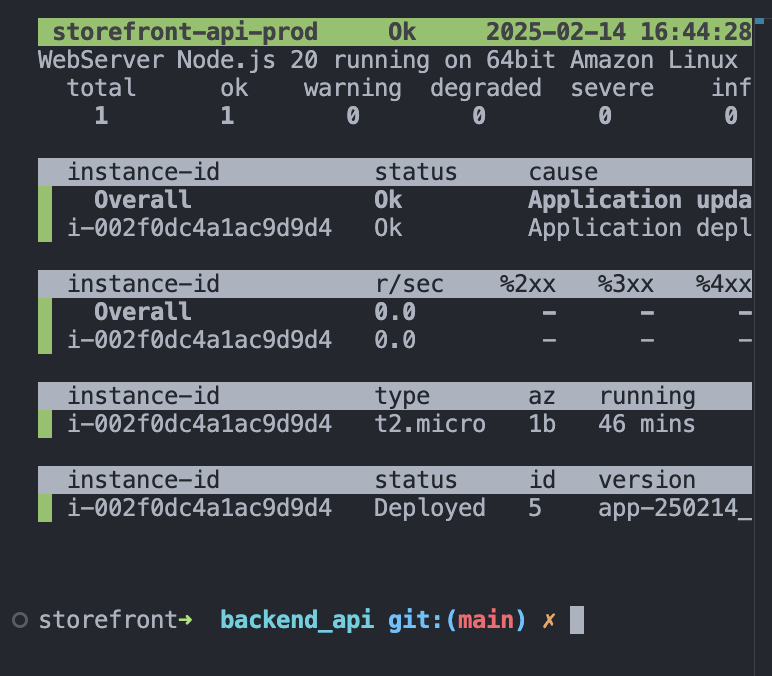 storefront-api-prod Ok 2025-02-14 16:44:28
WebServer Node.js 20 running on 64bit Amazon Linux
total ok warning degraded severe inf
1 1 0 0 0 0
instance-id status cause
Overall Ok Application upda
i-002f0dc4a1ac9d9d4 Ok Application depl
instance-id r/sec %2xx %3xx %4xx
Overall 0.0 – – –
i-002f0dc4a1ac9d9d4 0.0 – – –
instance-id type az running
i-002f0dc4a1ac9d9d4 t2.micro 1b 46 mins
instance-id status id version
i-002f0dc4a1ac9d9d4 Deployed 5 app-250214_
storefront➜ backend_api git:(main) ✗